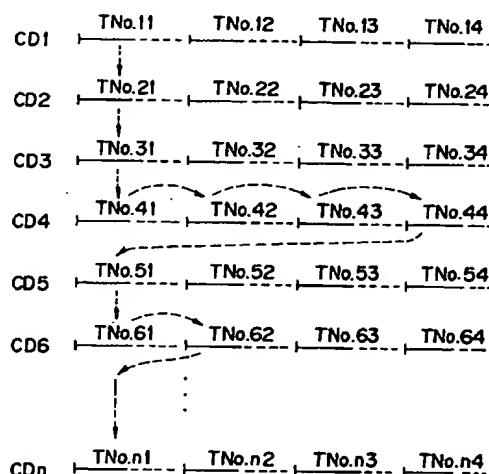 TNo.11 TNo.12 TNo.13 TNo.14
CD1
TNo.21 TNo.22 TNo.23 TNo.24
CD2
TNo.31 TNo.32 TNo.33 TNo.34
CD3
TNo.41 TNo.42 TNo.43 TNo.44
CD4
TNo.51 TNo.52 TNo.53 TNo.54
CD5
TNo.61 TNo.62 TNo.63 TNo.64
CD6
TNo.n1 TNo.n2 TNo.n3 TNo.n4
CDn